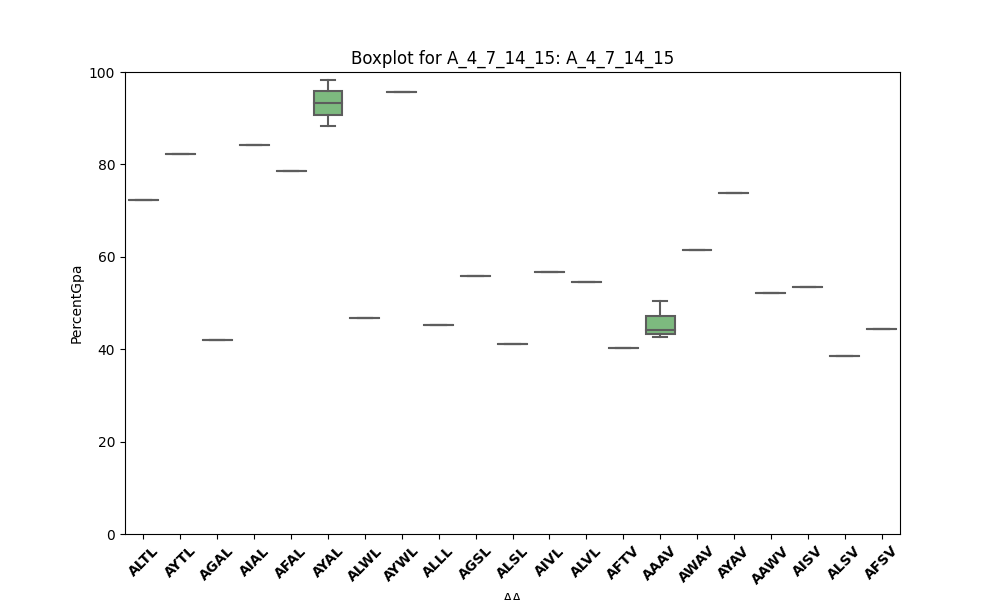 Boxplot for A_4_7_14_15: A_4_7_14_15
100
80
60
40
20
0
PercentGpa
ALTL
AYTL
AGAL
AIAL
AFAL
AYAL
ALWL
AYWL
ALLL
AGSL
ALSL
AIVL
ALVL
AFTV
AAAV
AWAV
AYAV
AAWV
AISV
ALSV
AFSV
AA